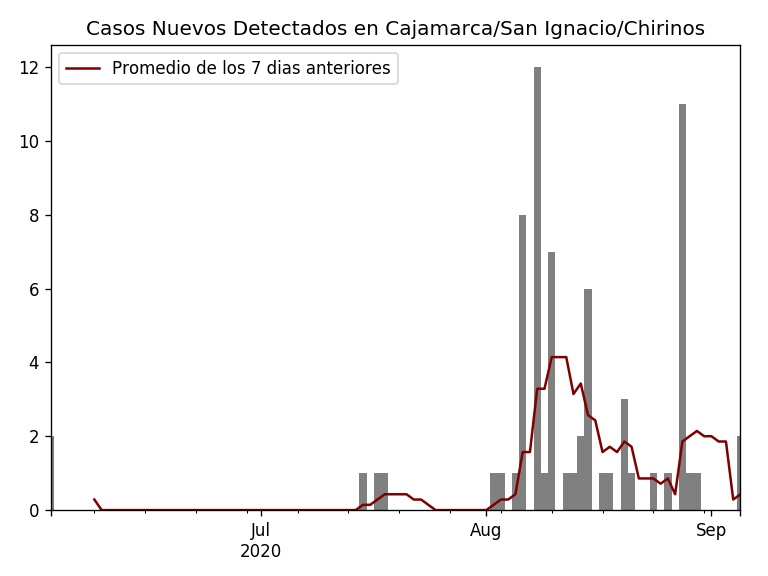 Casos Nuevos Detectados en Cajamarca/San Ignacio/Chirinos
Promedio de los 7 dias anteriores
12
10
8
6
4
2
0
Jul
2020
Aug
Sep